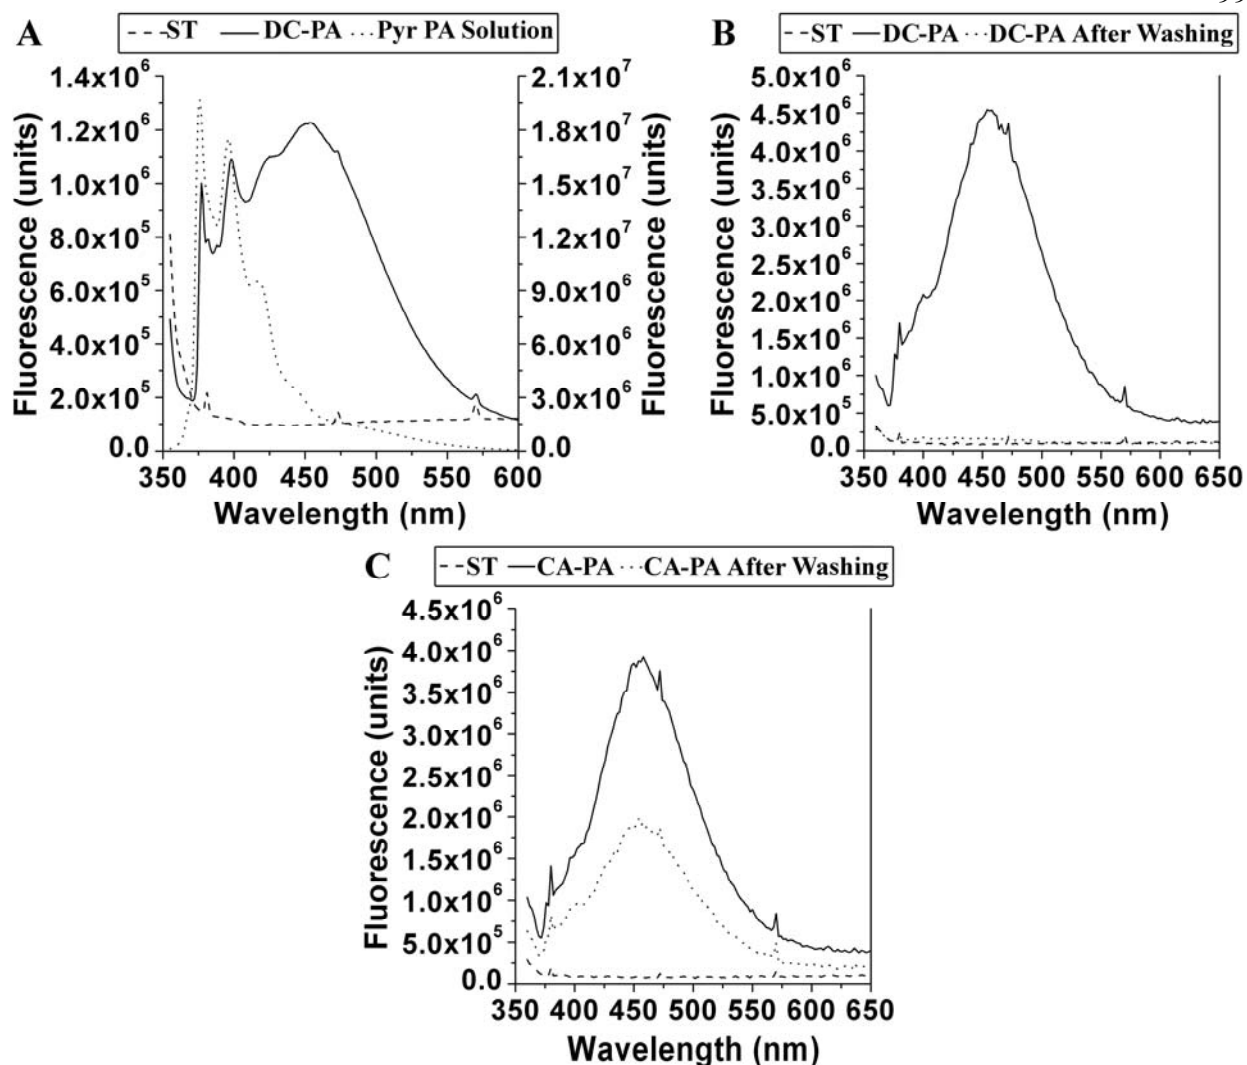 A
ST DC-PA Pyr PA Solution
1.4x10⁶
1.2x10⁶
1.0x10⁶
8.0x10⁵
6.0x10⁵
4.0x10⁵
2.0x10⁵
0.0
Fluorescence (units)
2.1x10⁷
1.8x10⁷
1.5x10⁷
1.2x10⁷
9.0x10⁶
6.0x10⁶
3.0x10⁶
0.0
Fluorescence (units)
350 400 450 500 550 600
Wavelength (nm)
B
ST DC-PA DC-PA After Washing
5.0x10⁶
4.5x10⁶
4.0x10⁶
3.5x10⁶
3.0x10⁶
2.5x10⁶
2.0x10⁶
1.5x10⁶
1.0x10⁶
5.0x10⁵
0.0
Fluorescence (units)
350 400 450 500 550 600 650
Wavelength (nm)
C
ST CA-PA CA-PA After Washing
4.5x10⁶
4.0x10⁶
3.5x10⁶
3.0x10⁶
2.5x10⁶
2.0x10⁶
1.5x10⁶
1.0x10⁶
5.0x10⁵
0.0
Fluorescence (units)
350 400 450 500 550 600 650
Wavelength (nm)